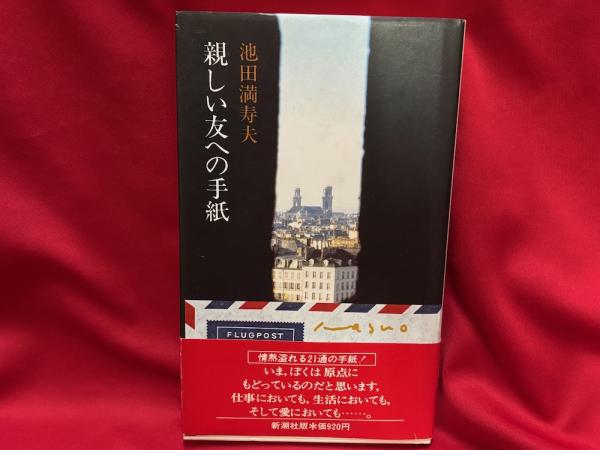 池田満寿夫
親しい友への手紙
FLUGPOST
masuo
情熱溢れる21通の手紙!
いま,ぼくは原点に
もどっているのだと思います,
仕事においても,生活においても,
そして愛においても……。
新潮社版*価920円